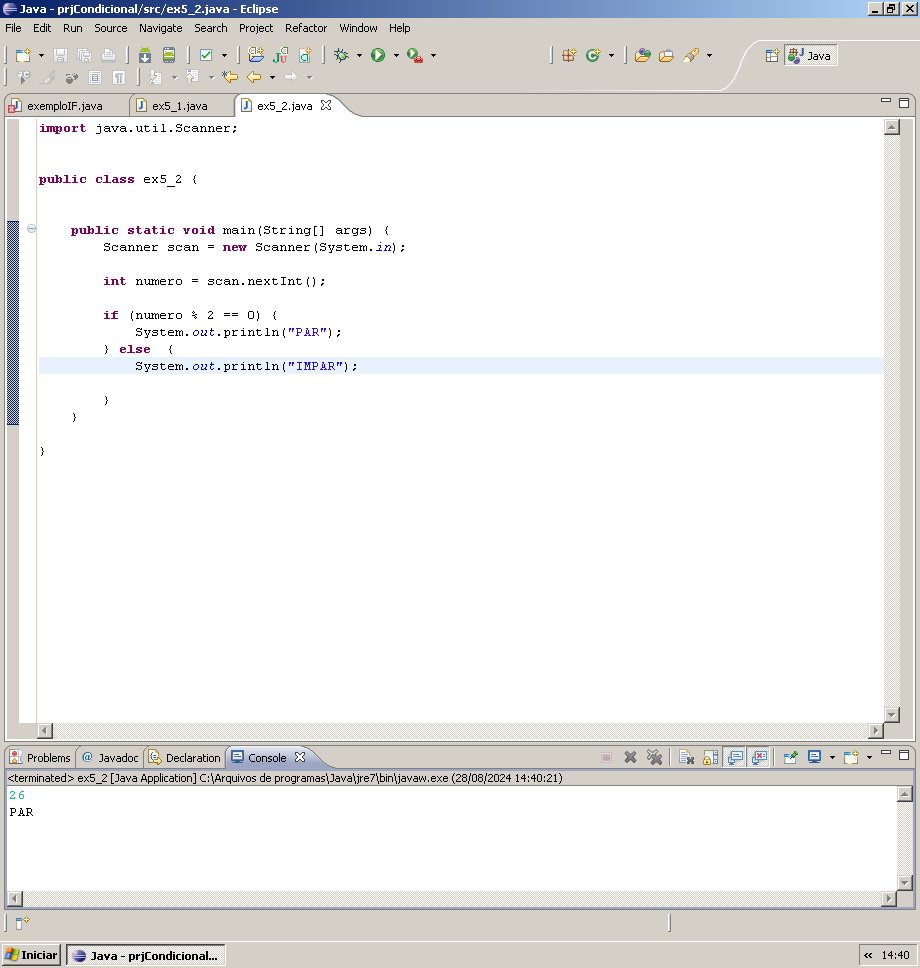 Java - prjCondicional/src/ex5_2.java - Eclipse
File Edit Run Source Navigate Search Project Refactor Window Help
Java
exemploIF.java ex5_1.java ex5_2.java
import java.util.Scanner;
public class ex5_2 {
public static void main(String[] args) {
Scanner scan = new Scanner(System.in);
int numero = scan.nextInt();
if (numero % 2 == 0) {
System.out.println("PAR");
} else  {
System.out.println("IMPAR");
}
}
}
Problems @ Javadoc Declaration Console
<terminated> ex5_2 [Java Application] C:\Arquivos de programas\Java\jre7\bin\javaw.exe (28/08/2024 14:40:21)
26
PAR
Iniciar Java - prjCondicional... « 14:40